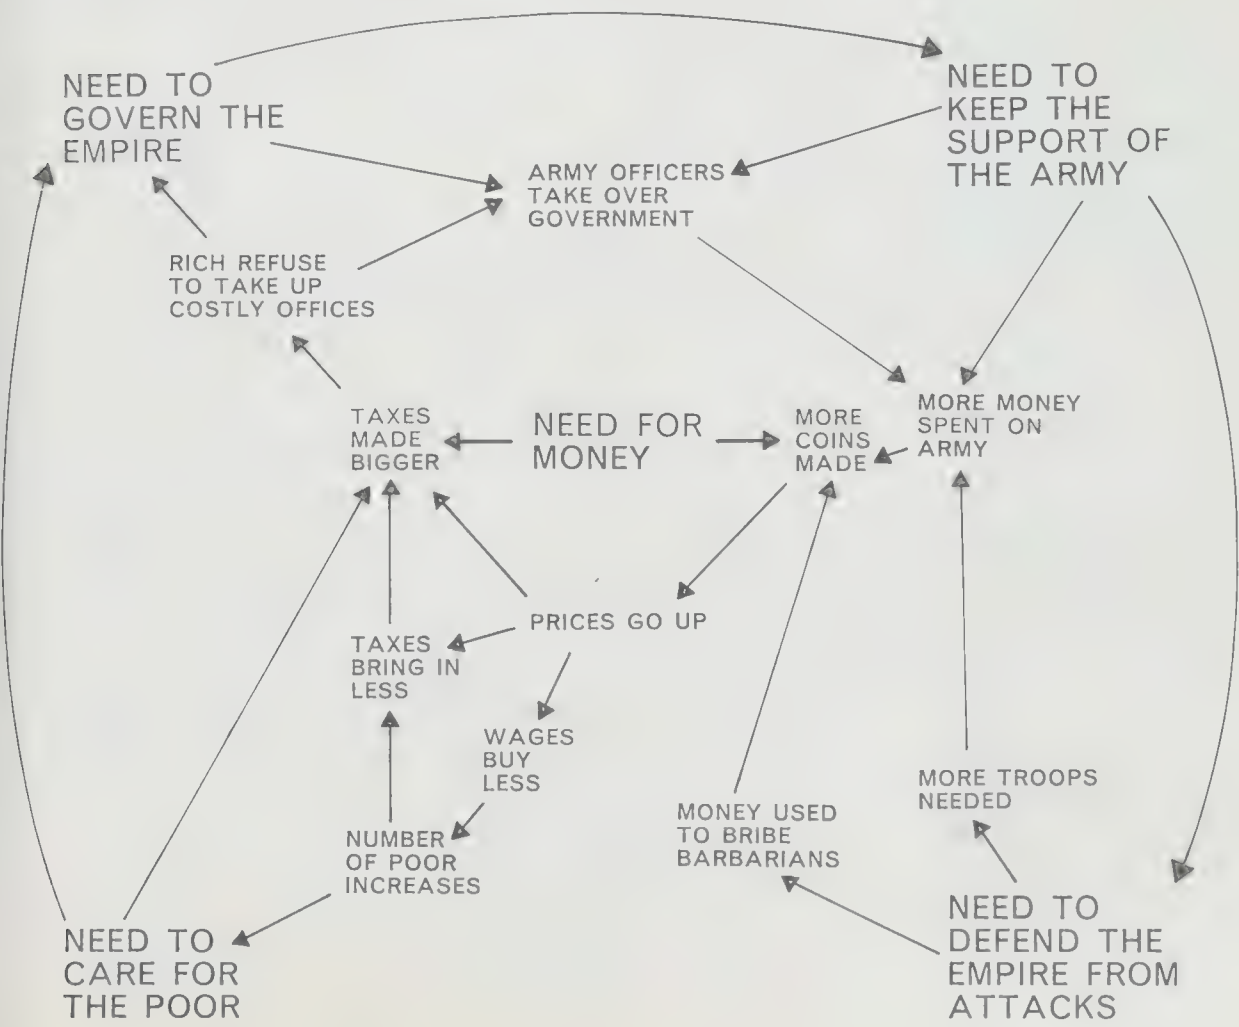 NEED TO
GOVERN THE
EMPIRE
NEED TO
KEEP THE
SUPPORT OF
THE ARMY
ARMY OFFICERS
TAKE OVER
GOVERNMENT
RICH REFUSE
TO TAKE UP
COSTLY OFFICES
TAXES
MADE
BIGGER
NEED FOR
MONEY
MORE
COINS
MADE
MORE MONEY
SPENT ON
ARMY
PRICES GO UP
TAXES
BRING IN
LESS
WAGES
BUY
LESS
NUMBER
OF POOR
INCREASES
MONEY USED
TO BRIBE
BARBARIANS
MORE TROOPS
NEEDED
NEED TO
CARE FOR
THE POOR
NEED TO
DEFEND THE
EMPIRE FROM
ATTACKS